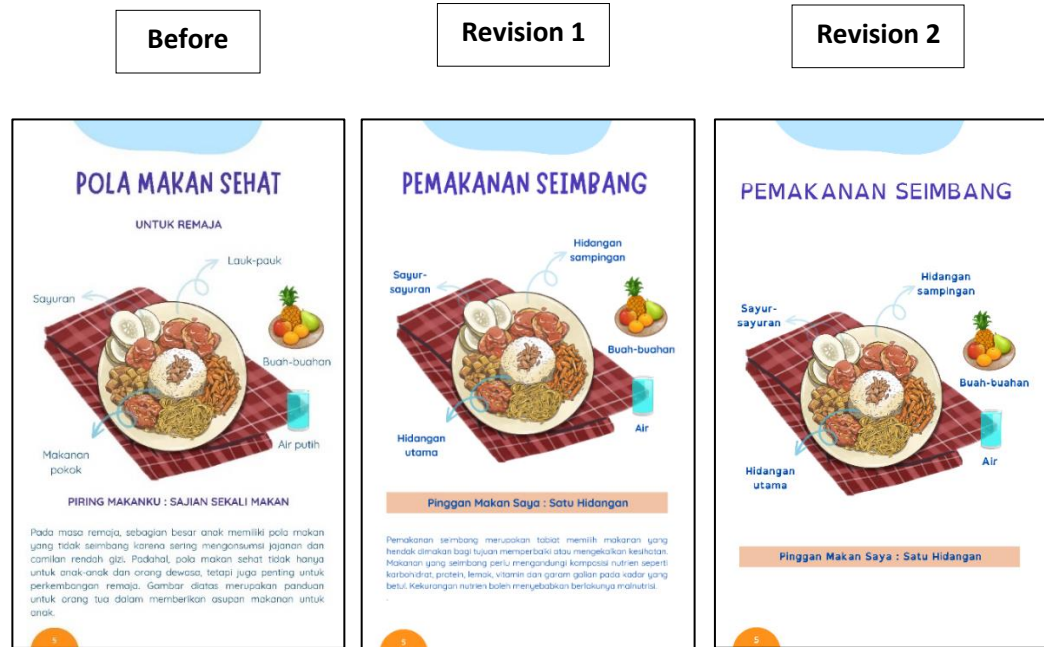 Before
Revision 1
Revision 2
POLA MAKAN SEHAT
UNTUK REMAJA
Lauk-pauk
Sayuran
Buah-buahan
Air putih
Makanan
pokok
PIRING MAKANKU : SAJIAN SEKALI MAKAN
Pada masa remaja, sebagian besar anak memiliki pola makan
yang tidak seimbang karena sering mengonsumsi jajanan dan
camilan rendah gizi. Padahal, pola makan sehat tidak hanya
untuk anak-anak dan orang dewasa, tetapi juga penting untuk
perkembangan remaja. Gambar diatas merupakan panduan
untuk orang tua dalam memberikan asupan makanan untuk
anak.
5
PEMAKANAN SEIMBANG
Hidangan
sampingan
Sayur-
sayuran
Buah-buahan
Air
Hidangan
utama
Pinggan Makan Saya : Satu Hidangan
Pemakanan seimbang merupakan tabiat memilih makanan yang
hendak dimakan bagi tujuan memperbaiki atau mengekalkan kesihatan.
Makanan yang seimbang perlu mengandungi komposisi nutrien seperti
karbohidrat, protein, lemak, vitamin dan garam galian pada kadar yang
betul. Kekurangan nutrien boleh menyebabkan berlakunya malnutrisi.
.
5
PEMAKANAN SEIMBANG
Hidangan
sampingan
Sayur-
sayuran
Buah-buahan
Air
Hidangan
utama
Pinggan Makan Saya : Satu Hidangan
5